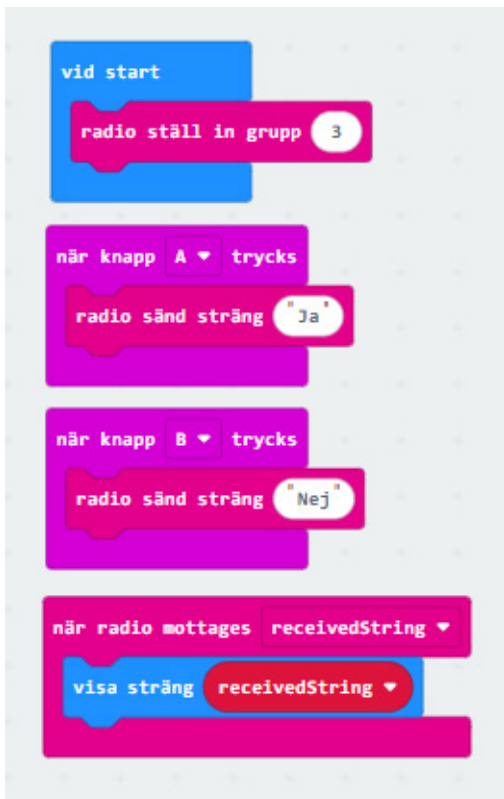 vid start
radio ställ in grupp 3
när knapp A trycks
radio sänd sträng "Ja"
när knapp B trycks
radio sänd sträng "Nej"
när radio mottages receivedString
visa sträng receivedString